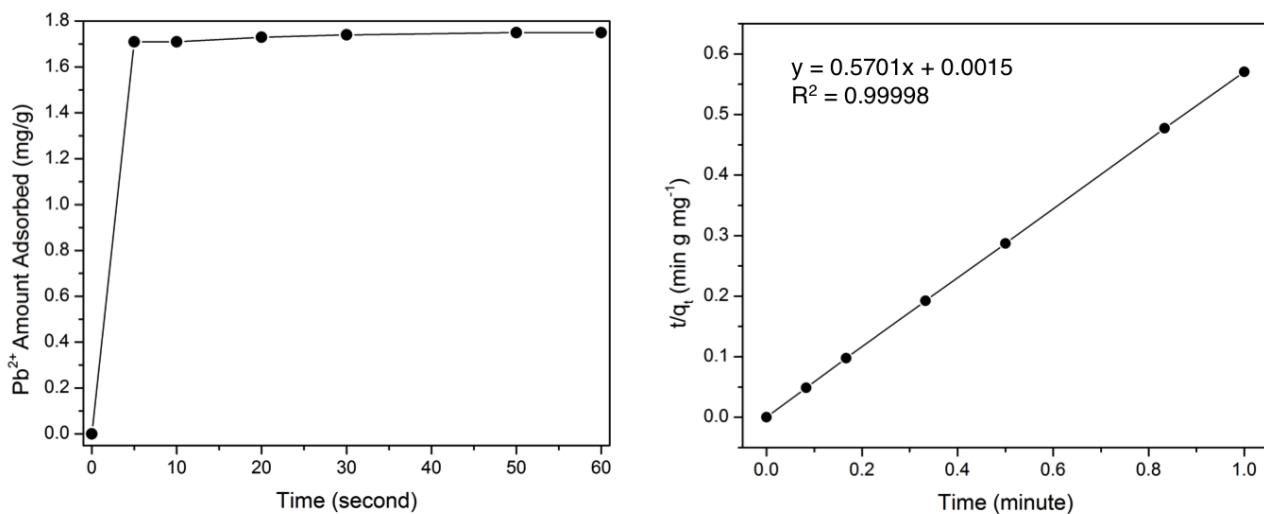 1.8
1.6
1.4
1.2
1.0
0.8
0.6
0.4
0.2
0.0
Pb²⁺ Amount Adsorbed (mg/g)
0 10 20 30 40 50 60
Time (second)
y = 0.5701x + 0.0015
R² = 0.99998
0.6
0.5
0.4
0.3
0.2
0.1
0.0
t/qₜ (min g mg⁻¹)
0.0 0.2 0.4 0.6 0.8 1.0
Time (minute)